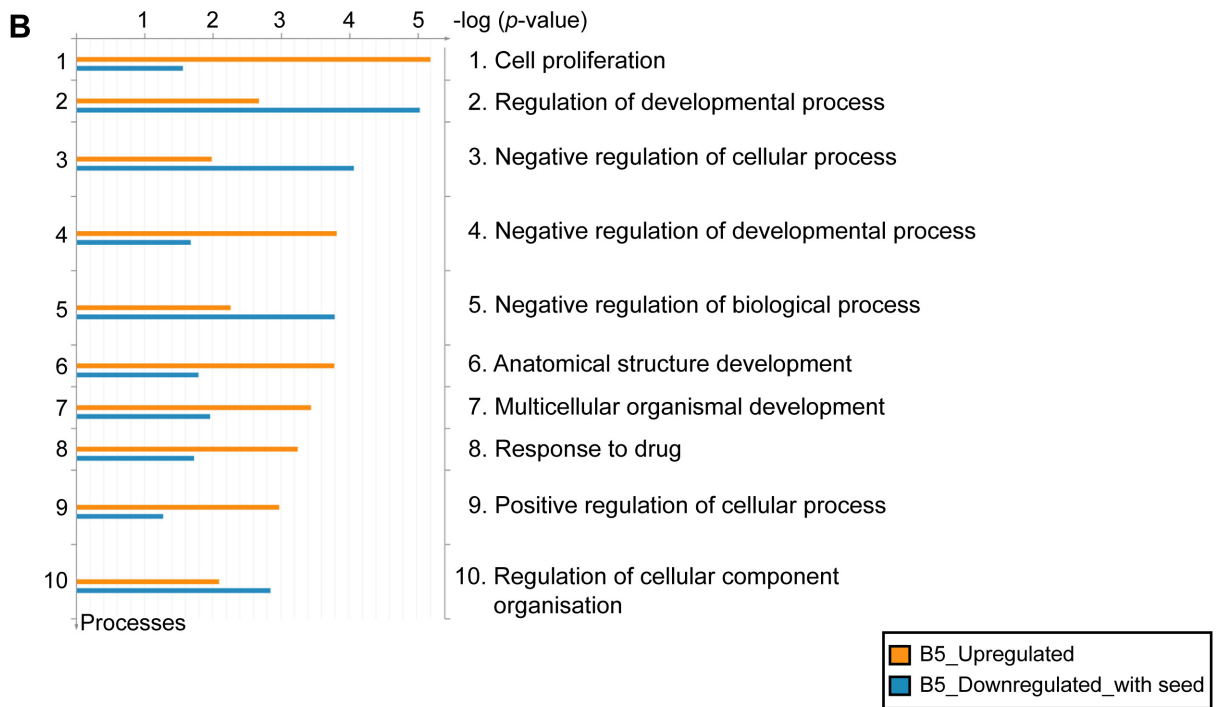 B
1 2 3 4 5 -log (p-value)
1 1. Cell proliferation
2 2. Regulation of developmental process
3 3. Negative regulation of cellular process
4 4. Negative regulation of developmental process
5 5. Negative regulation of biological process
6 6. Anatomical structure development
7 7. Multicellular organismal development
8 8. Response to drug
9 9. Positive regulation of cellular process
10 10. Regulation of cellular component
organisation
Processes
B5_Upregulated
B5_Downregulated_with seed